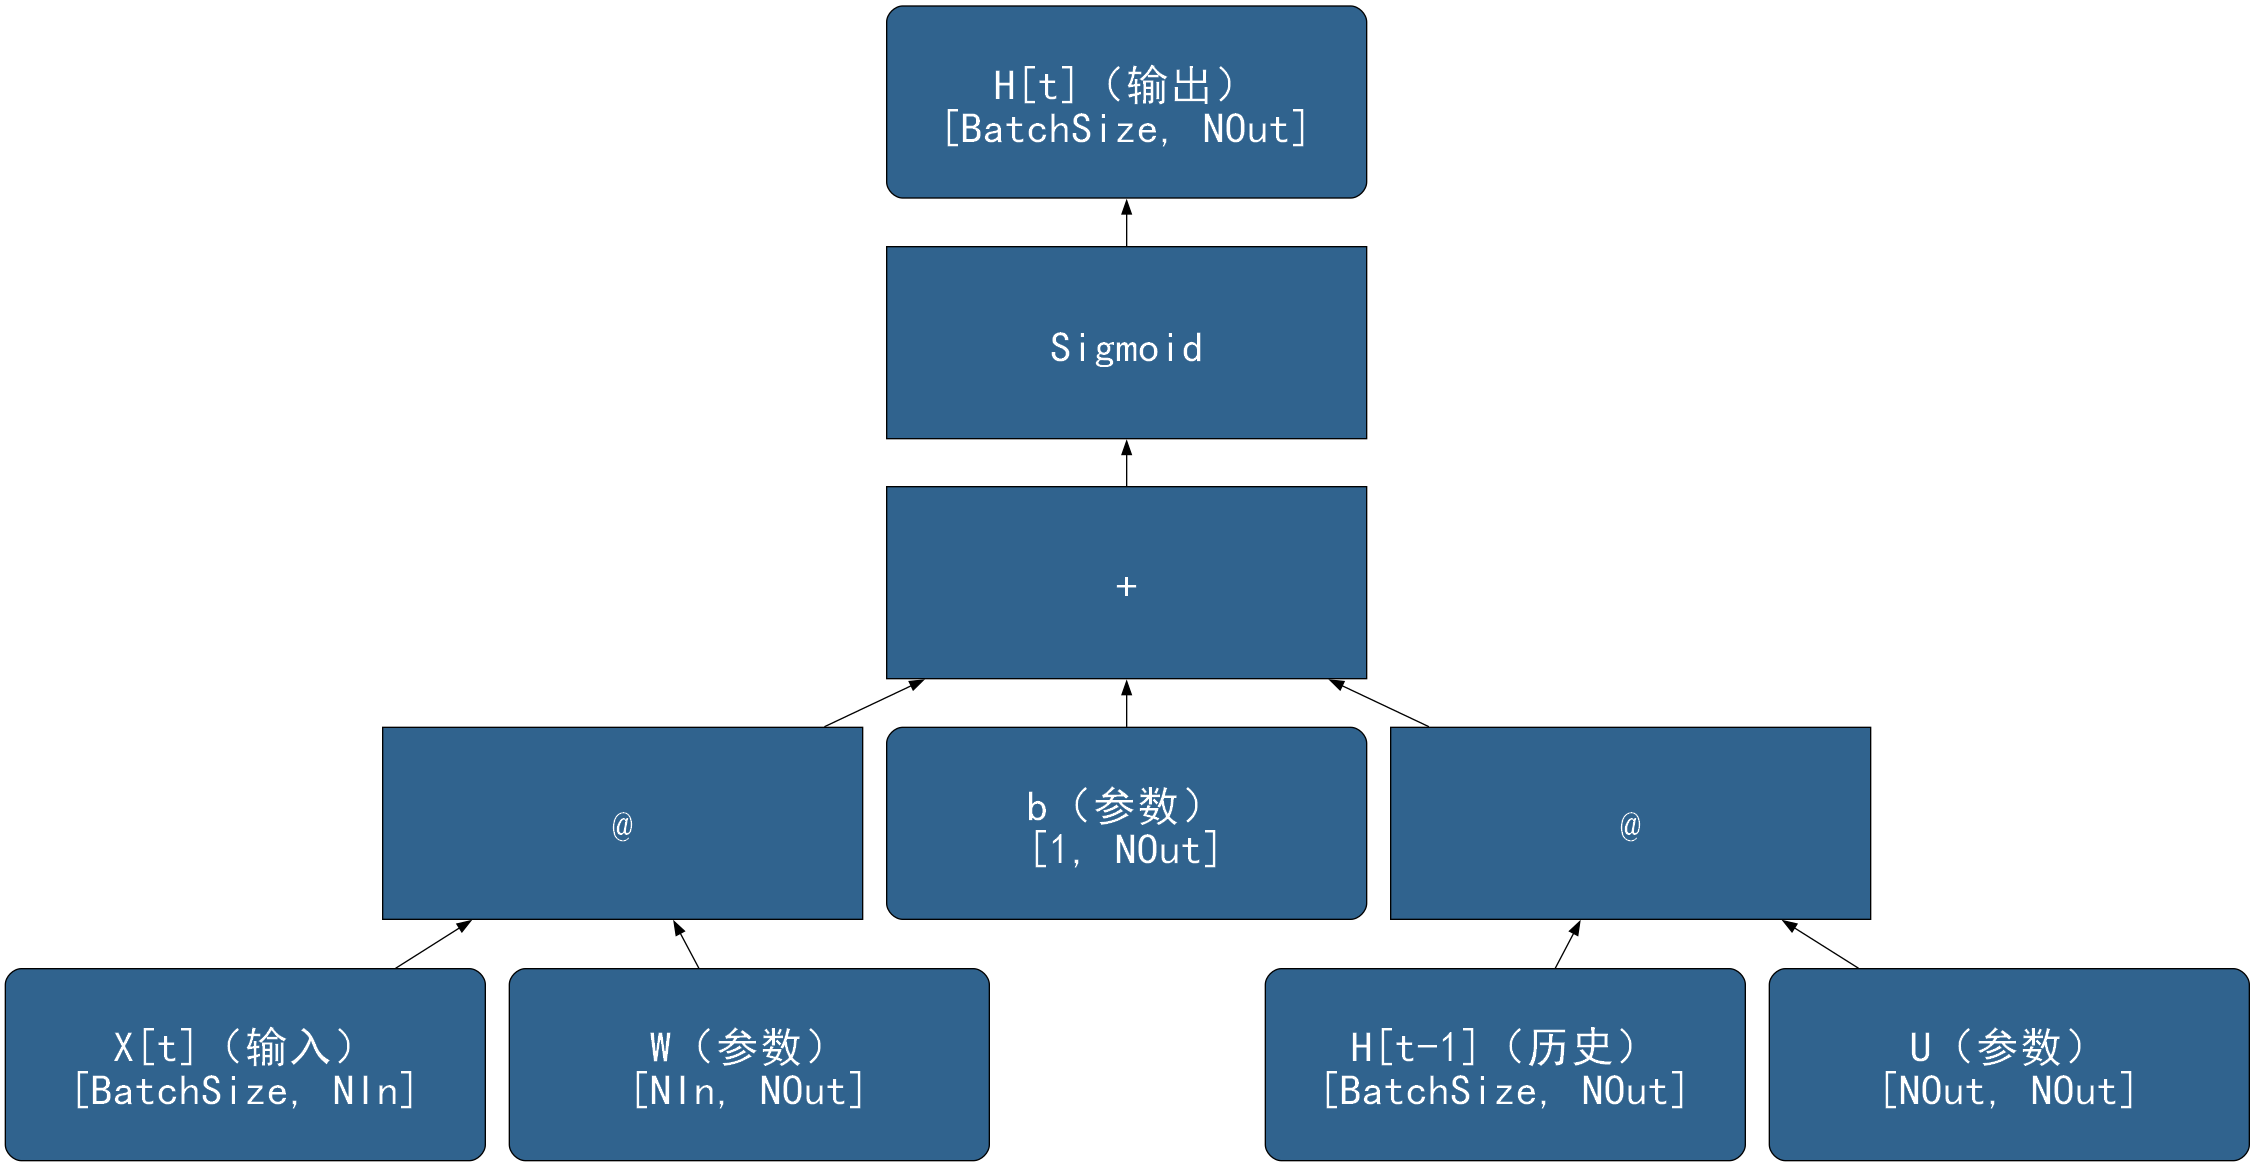 H[t]（输出）
[BatchSize, NOut]
Sigmoid
+
@
b（参数）
[1, NOut]
@
X[t]（输入）
[BatchSize, NIn]
W（参数）
[NIn, NOut]
H[t-1]（历史）
[BatchSize, NOut]
U（参数）
[NOut, NOut]